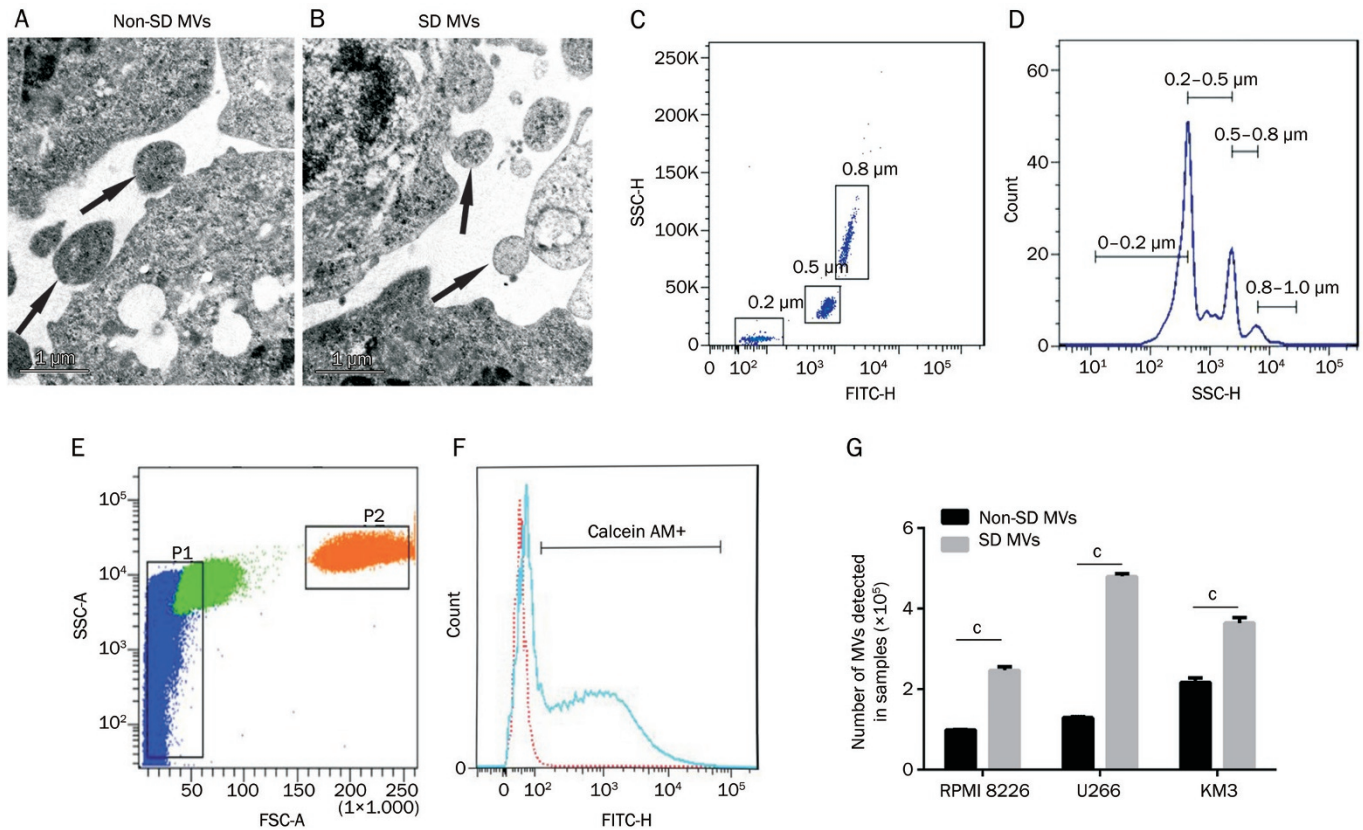 A
Non-SD MVs
1 µm
B
SD MVs
1 µm
C
250K
200K
150K
100K
50K
0
SSC-H
0.8 µm
0.5 µm
0.2 µm
0 10² 10³ 10⁴ 10⁵
FITC-H
D
60
40
20
0
Count
0.2–0.5 µm
0.5–0.8 µm
0–0.2 µm
0.8–1.0 µm
10¹ 10² 10³ 10⁴ 10⁵
SSC-H
E
10⁵
10⁴
10³
10²
SSC-A
P1
P2
50 100 150 200 250
(1×1.000)
FSC-A
F
Count
Calcein AM+
0
0 10² 10³ 10⁴ 10⁵
FITC-H
G
Non-SD MVs
SD MVs
Number of MVs detected
in samples (×10⁵)
6
4
2
0
c
c
c
RPMI 8226 U266 KM3